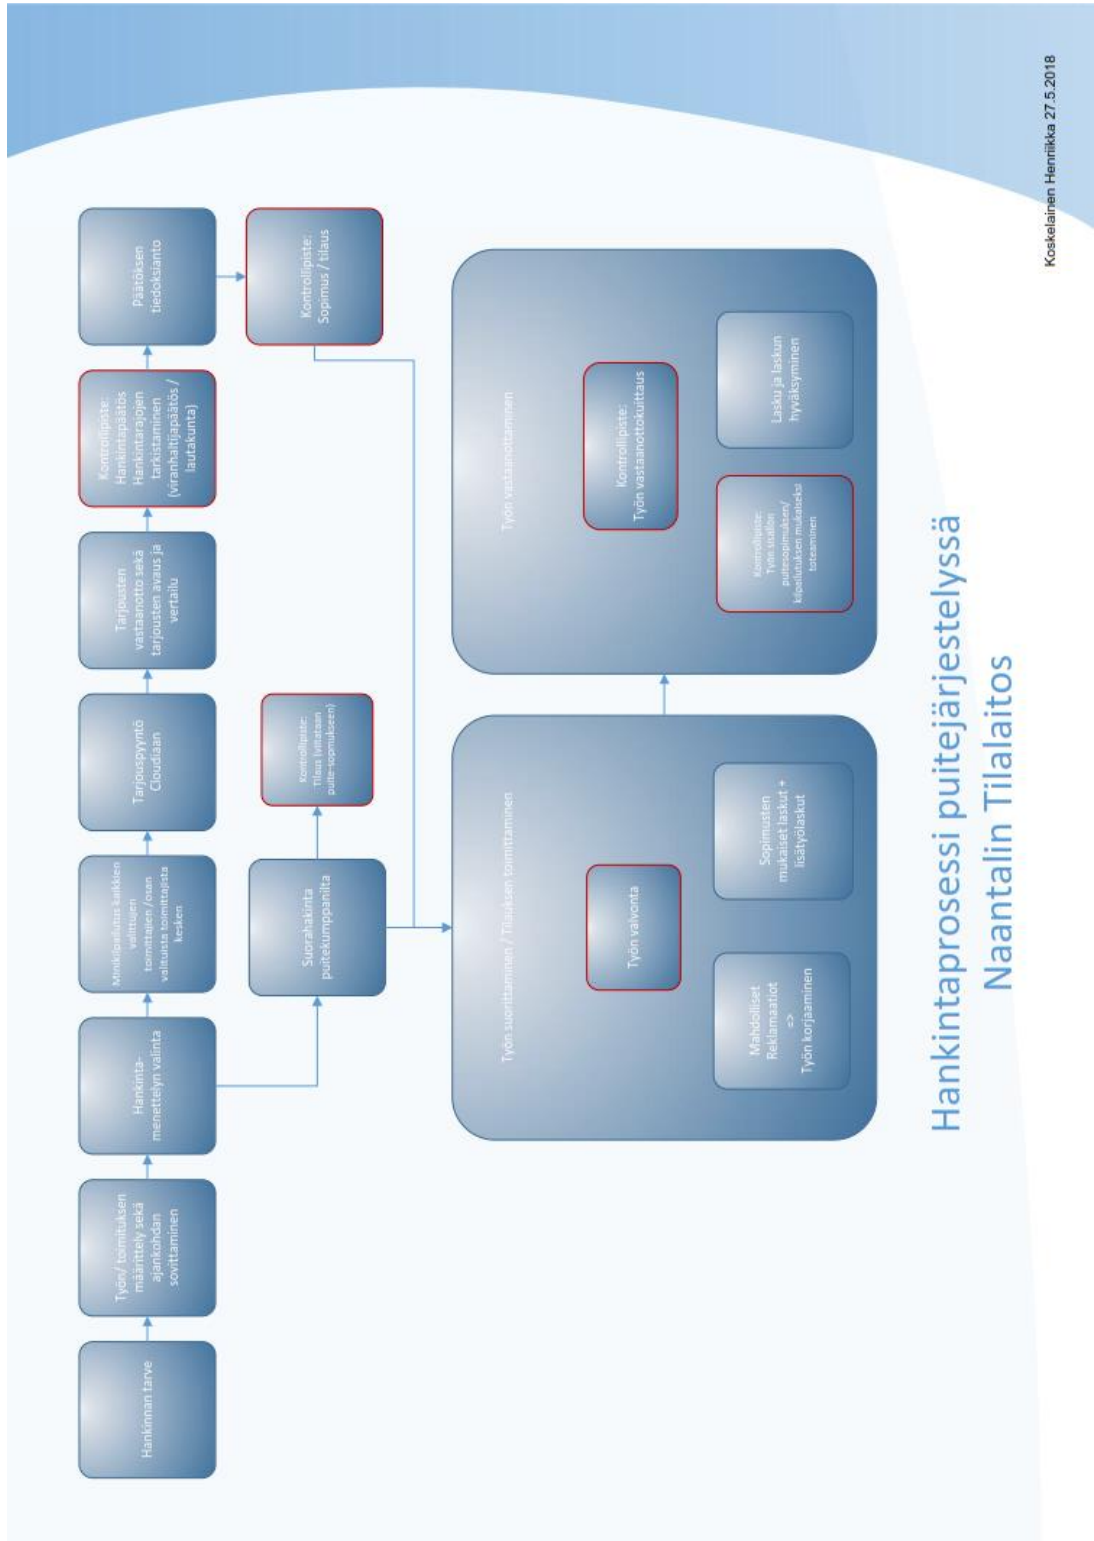 Hankinnan tarve
Työn/ toimituksen
määrittely sekä
ajankohdan
sovittaminen
Hankinta-
menettelyn valinta
Minikilpailutus kaikkien
valittujen
toimittajien /osan
valituista toimittajista
kesken
Tarjouspyyntö
Cloudiaan
Tarjousten
vastaanotto sekä
tarjousten avaus ja
vertailu
Kontrollipiste:
Hankintapäätös
Hankintarajojen
tarkistaminen
(viranhaltijapäätös /
lautakunta)
Päätöksen
tiedoksianto
Suorahakinta
puitekumppanilta
Kontrollipiste:
Tilaus (viitataan
puite-sopimukseen)
Kontrollipiste:
Sopimus / tilaus
Työn suorittaminen / Tilauksen toimittaminen
Työn valvonta
Mahdolliset
Reklamaatiot
=>
Työn korjaaminen
Sopimusten
mukaiset laskut +
lisätyölaskut
Työn vastaanottaminen
Kontrollipiste:
Työn vastaanottokuittaus
Kontrollipiste:
Työn sisällön
puitesopimuksen/
kilpailutuksen mukaiseksi
toteaminen
Lasku ja laskun
hyväksyminen
Hankintaprosessi puitejärjestelyssä
Naantalin Tilalaitos
Koskelainen Henriikka 27.5.2018